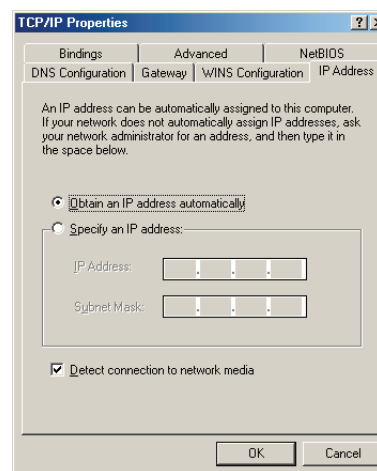 TCP/IP Properties
Bindings Advanced NetBIOS
DNS Configuration Gateway WINS Configuration IP Address
An IP address can be automatically assigned to this computer.
If your network does not automatically assign IP addresses, ask
your network administrator for an address, and then type it in
the space below.
Obtain an IP address automatically
Specify an IP address:
IP Address:
Subnet Mask:
Detect connection to network media
OK Cancel